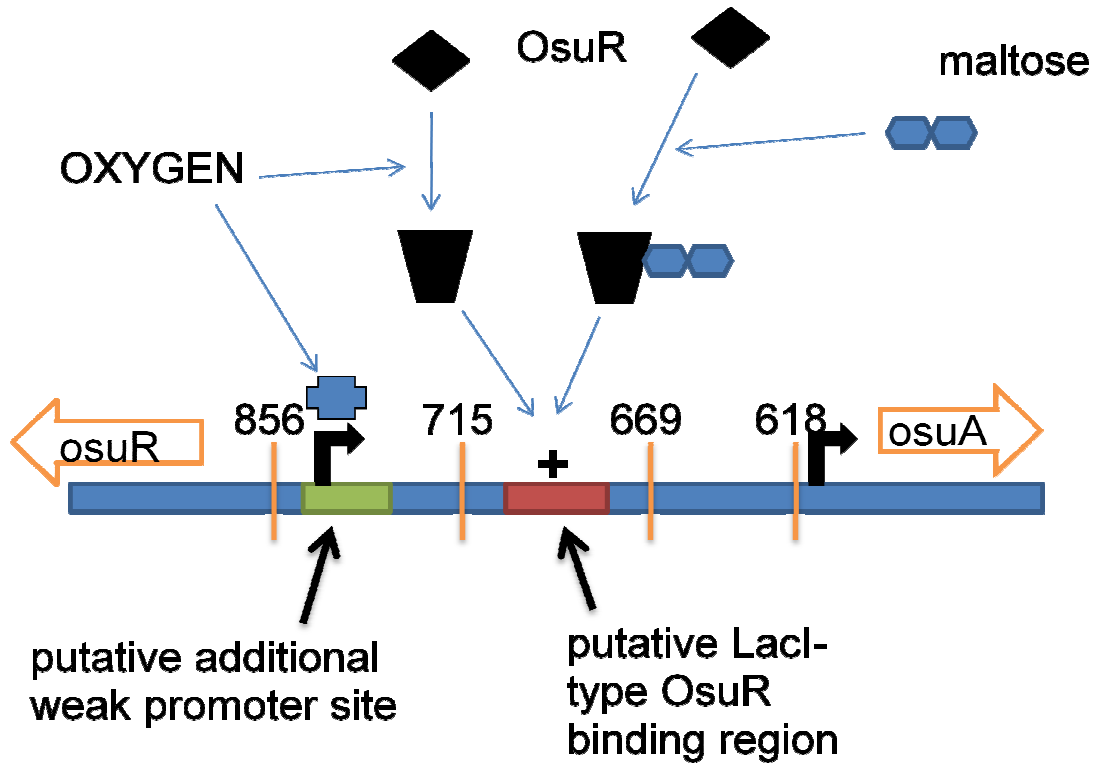 OsuR
maltose
OXYGEN
856
715
669
618
osuR
osuA
+
putative additional
weak promoter site
putative LacI-
type OsuR
binding region